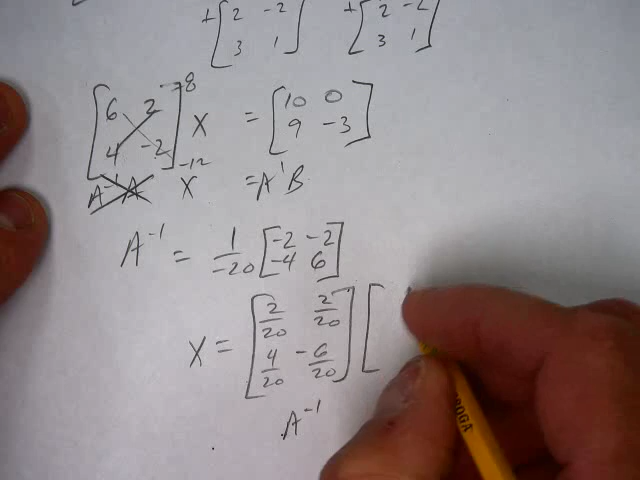 +[2 -2 +[2 -2
3 1] 3 1]
[6 2 -8
4 -2] -12 X = [10 0
9 -3]
A⁻¹A X = A⁻¹B
A⁻¹ = 1/-20 [-2 -2
-4 6]
X = [2/20 2/20
4/20 -6/20] [
A⁻¹